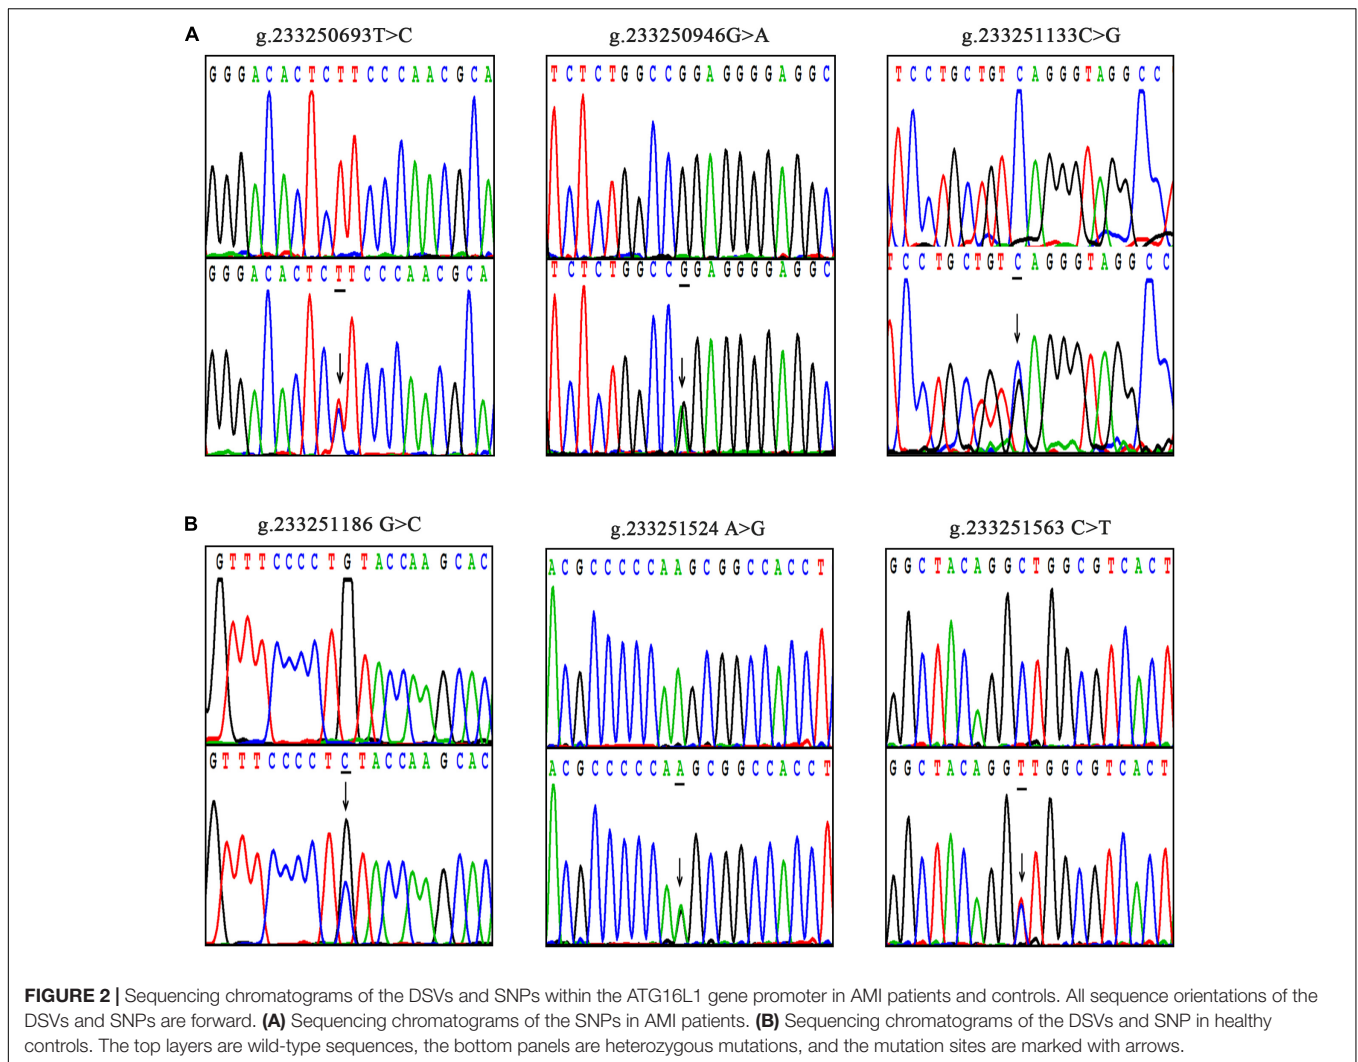 A
g.233250693T>C
g.233250946G>A
g.233251133C>G
GGGACACTCTTCCCAACGCA
TCTCTGGCCGGAGGGGAGGC
TCCTGCTGTCAGGGTAGGCC
GGGACACTCTTCCCAACGCA
TCTCTGGCCGGAGGGGAGGC
TCCTGCTGTCAGGGTAGGCC
B
g.233251186 G>C
g.233251524 A>G
g.233251563 C>T
GTTTCCCCTGTACCAAGCAC
ACGCCCCCAAGCGGCCACCT
GGCTACAGGCTGGCGTCACT
GTTTCCCCTCTACCAAGCAC
ACGCCCCCAAGCGGCCACCT
GGCTACAGGTTGGCGTCACT
FIGURE 2 | Sequencing chromatograms of the DSVs and SNPs within the ATG16L1 gene promoter in AMI patients and controls. All sequence orientations of the
DSVs and SNPs are forward. (A) Sequencing chromatograms of the SNPs in AMI patients. (B) Sequencing chromatograms of the DSVs and SNP in healthy
controls. The top layers are wild-type sequences, the bottom panels are heterozygous mutations, and the mutation sites are marked with arrows.